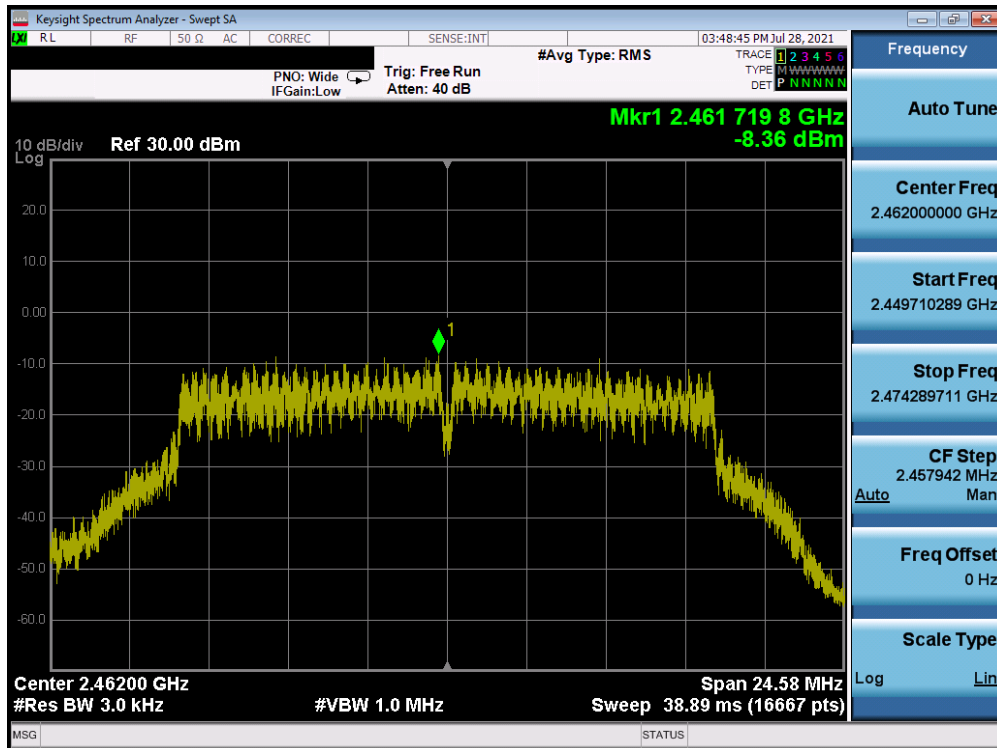 Keysight Spectrum Analyzer - Swept SA
LXI RL RF 50 Ω AC CORREC SENSE:INT 03:48:45 PM Jul 28, 2021
PNO: Wide
IFGain:Low
Trig: Free Run
Atten: 40 dB
#Avg Type: RMS
TRACE 1 2 3 4 5 6
TYPE M WWWWW
DET P N N N N N
Mkr1 2.461 719 8 GHz
-8.36 dBm
10 dB/div
Log
Ref 30.00 dBm
20.0
10.0
0.00
-10.0
-20.0
-30.0
-40.0
-50.0
-60.0
1
Center 2.46200 GHz
Span 24.58 MHz
#Res BW 3.0 kHz
#VBW 1.0 MHz
Sweep 38.89 ms (16667 pts)
MSG
STATUS
Frequency
Auto Tune
Center Freq
2.462000000 GHz
Start Freq
2.449710289 GHz
Stop Freq
2.474289711 GHz
CF Step
2.457942 MHz
Auto Man
Freq Offset
0 Hz
Scale Type
Log Lin